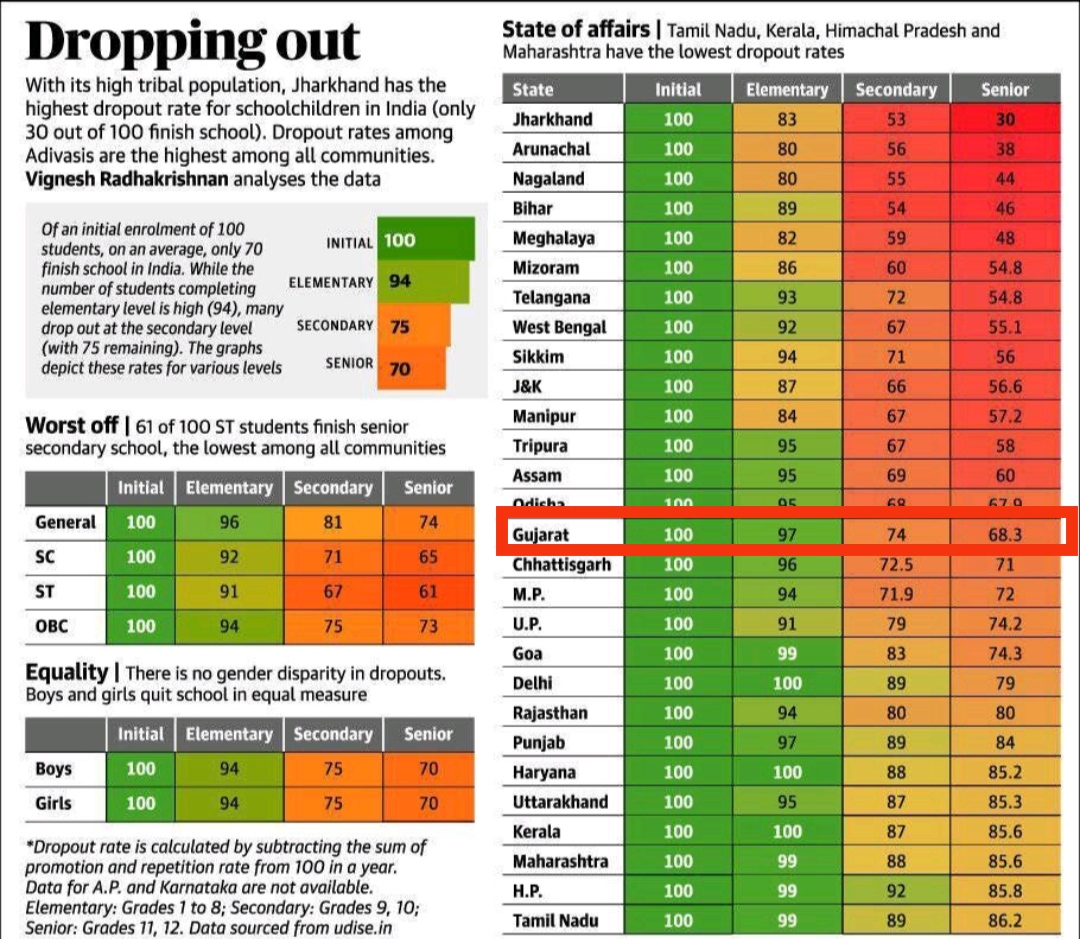 Dropping out
With its high tribal population, Jharkhand has the
highest dropout rate for schoolchildren in India (only
30 out of 100 finish school). Dropout rates among
Adivasis are the highest among all communities.
Vignesh Radhakrishnan analyses the data
Of an initial enrolment of 100
students, on an average, only 70
finish school in India. While the
number of students completing
elementary level is high (94), many
drop out at the secondary level
(with 75 remaining). The graphs
depict these rates for various levels
INITIAL 100
ELEMENTARY 94
SECONDARY 75
SENIOR 70
Worst off | 61 of 100 ST students finish senior
secondary school, the lowest among all communities
Initial Elementary Secondary Senior
General 100 96 81 74
SC 100 92 71 65
ST 100 91 67 61
OBC 100 94 75 73
Equality | There is no gender disparity in dropouts.
Boys and girls quit school in equal measure
Initial Elementary Secondary Senior
Boys 100 94 75 70
Girls 100 94 75 70
*Dropout rate is calculated by subtracting the sum of
promotion and repetition rate from 100 in a year.
Data for A.P. and Karnataka are not available.
Elementary: Grades 1 to 8; Secondary: Grades 9, 10;
Senior: Grades 11, 12. Data sourced from udise.in
State of affairs | Tamil Nadu, Kerala, Himachal Pradesh and
Maharashtra have the lowest dropout rates
State Initial Elementary Secondary Senior
Jharkhand 100 83 53 30
Arunachal 100 80 56 38
Nagaland 100 80 55 44
Bihar 100 89 54 46
Meghalaya 100 82 59 48
Mizoram 100 86 60 54.8
Telangana 100 93 72 54.8
West Bengal 100 92 67 55.1
Sikkim 100 94 71 56
J&K 100 87 66 56.6
Manipur 100 84 67 57.2
Tripura 100 95 67 58
Assam 100 95 69 60
Odisha 100 95 68 67.9
Gujarat 100 97 74 68.3
Chhattisgarh 100 96 72.5 71
M.P. 100 94 71.9 72
U.P. 100 91 79 74.2
Goa 100 99 83 74.3
Delhi 100 100 89 79
Rajasthan 100 94 80 80
Punjab 100 97 89 84
Haryana 100 100 88 85.2
Uttarakhand 100 95 87 85.3
Kerala 100 100 87 85.6
Maharashtra 100 99 88 85.6
H.P. 100 99 92 85.8
Tamil Nadu 100 99 89 86.2